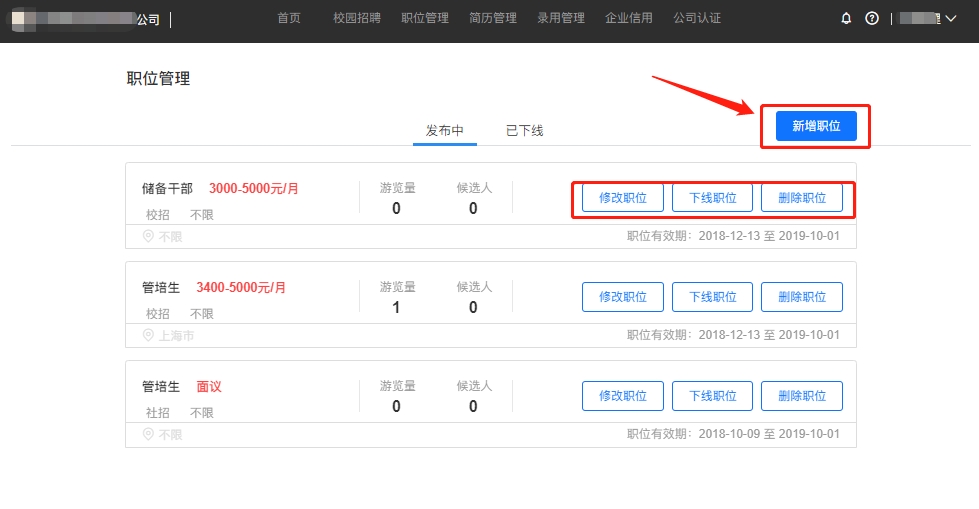 公司 首页 校园招聘 职位管理 简历管理 录用管理 企业信用 公司认证
职位管理
发布中 已下线 新增职位
储备干部 3000-5000元/月 游览量 候选人 修改职位 下线职位 删除职位
校招 不限 0 0
不限 职位有效期：2018-12-13 至 2019-10-01
管培生 3400-5000元/月 游览量 候选人 修改职位 下线职位 删除职位
校招 不限 1 0
上海市 职位有效期：2018-12-13 至 2019-10-01
管培生 面议 游览量 候选人 修改职位 下线职位 删除职位
社招 不限 0 0
不限 职位有效期：2018-10-09 至 2019-10-01